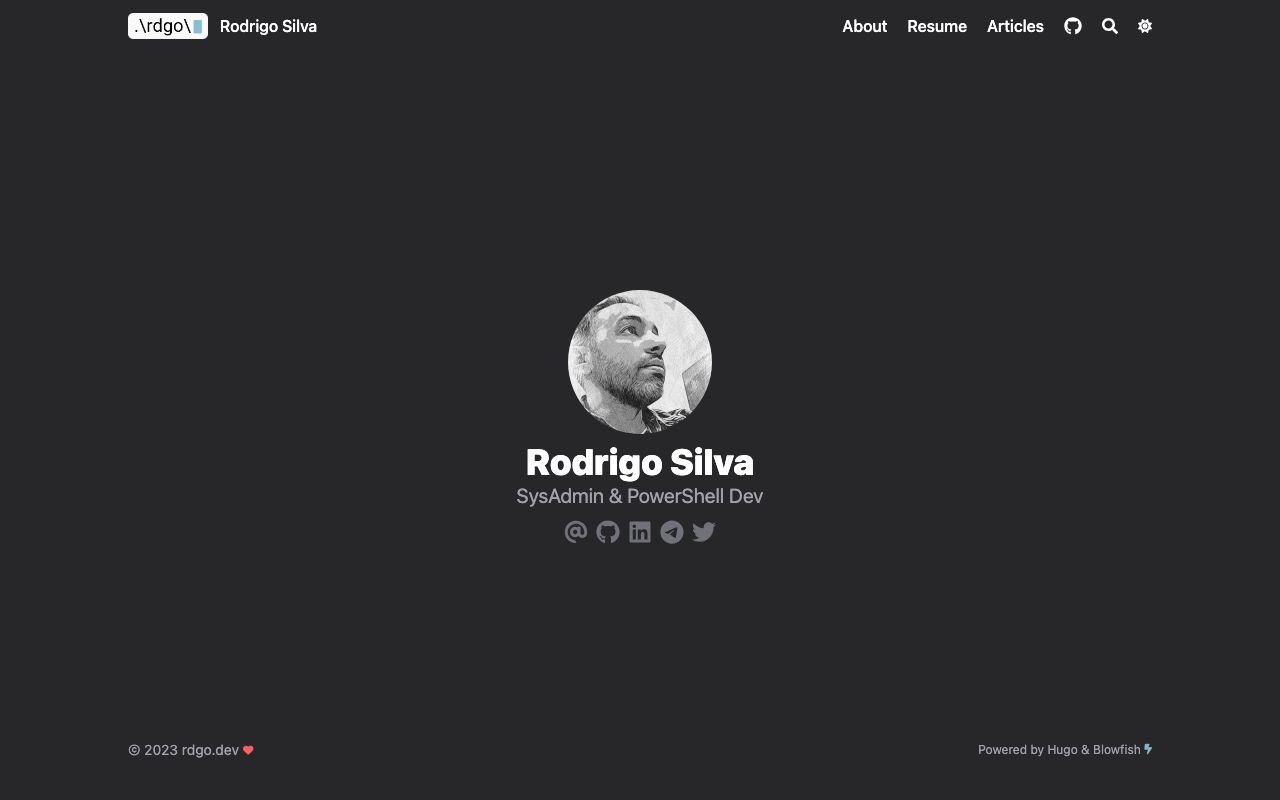 .\rdgo\
Rodrigo Silva
About
Resume
Articles
Rodrigo Silva
SysAdmin & PowerShell Dev
© 2023 rdgo.dev
Powered by Hugo & Blowfish